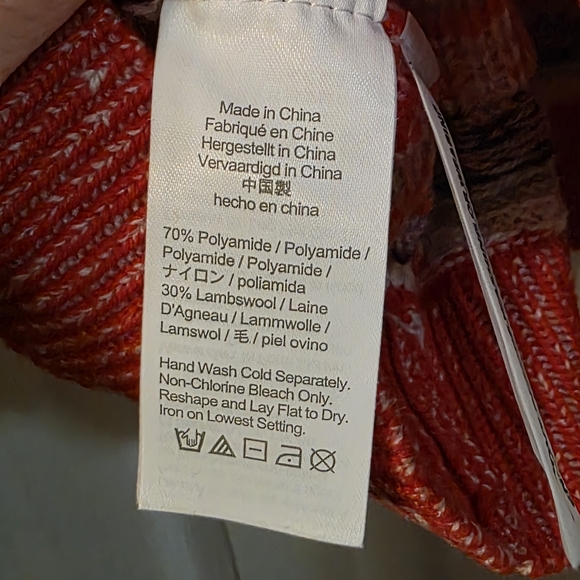 Made in China
Fabriqué en Chine
Hergestellt in China
Vervaardigd in China
中国製
hecho en china
70% Polyamide / Polyamide /
Polyamide / Polyamide /
ナイロン / poliamida
30% Lambswool / Laine
D'Agneau / Lammwolle /
Lamswol / 毛 / piel ovino
Hand Wash Cold Separately.
Non-Chlorine Bleach Only.
Reshape and Lay Flat to Dry.
Iron on Lowest Setting.